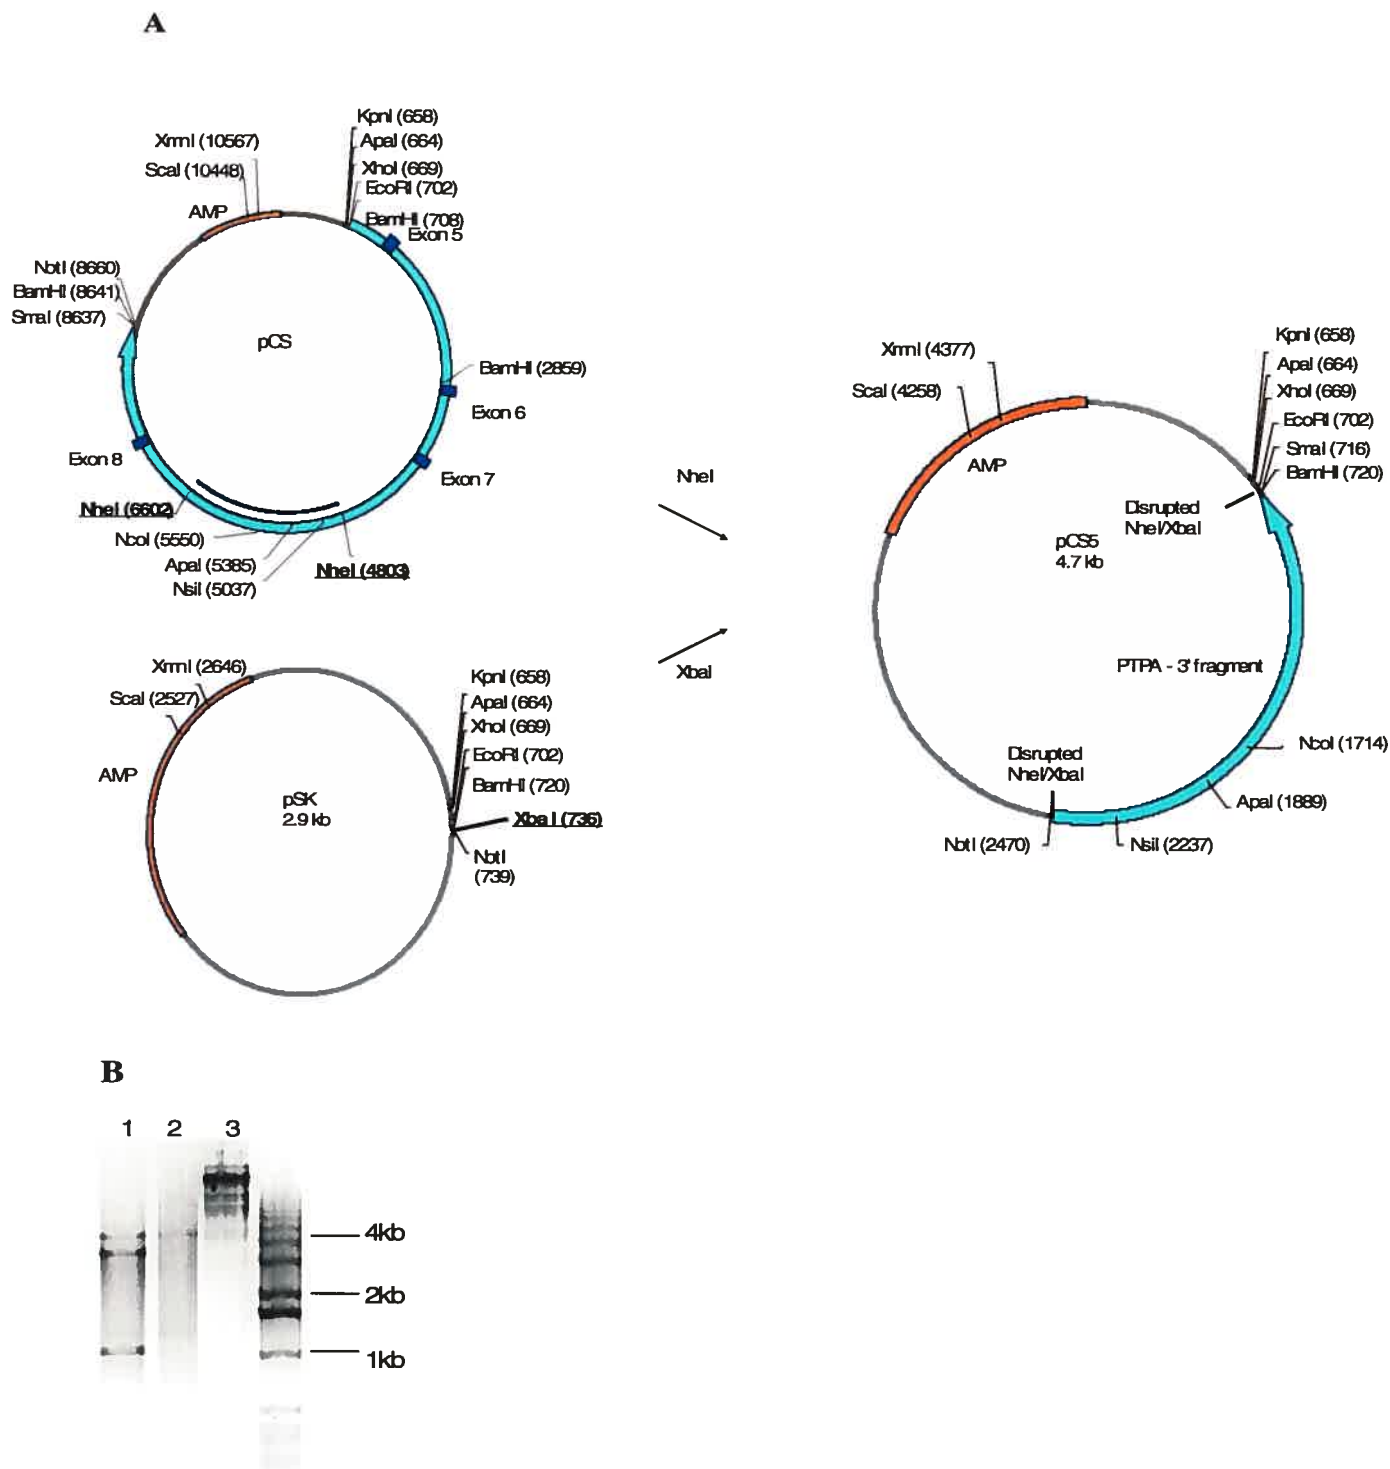 A
KpnI (658)
XmnI (10567)
ApaI (664)
ScaI (10448)
XhoI (669)
EcoRI (702)
AMP
BamHI (708)
Exon 5
NotI (8660)
BamHI (8641)
SmaI (8637)
pCS
BamHI (2859)
Exon 6
Exon 8
Exon 7
NheI (6602)
NcoI (5550)
ApaI (5385)
NheI (4803)
NsiI (5037)
NheI
XbaI
XmnI (2646)
ScaI (2527)
KpnI (658)
ApaI (664)
XhoI (669)
EcoRI (702)
AMP
BamHI (720)
pSK
2.9 kb
Xba I (735)
NotI
(739)
KpnI (658)
XmnI (4377)
ApaI (664)
ScaI (4258)
XhoI (669)
EcoRI (702)
SmaI (716)
AMP
BamHI (720)
Disrupted
NheI/XbaI
pCS5
4.7 kb
PTPA - 3' fragment
NcoI (1714)
Disrupted
NheI/XbaI
ApaI (1889)
NotI (2470)
NsiI (2237)
B
1 2 3
4kb
2kb
1kb